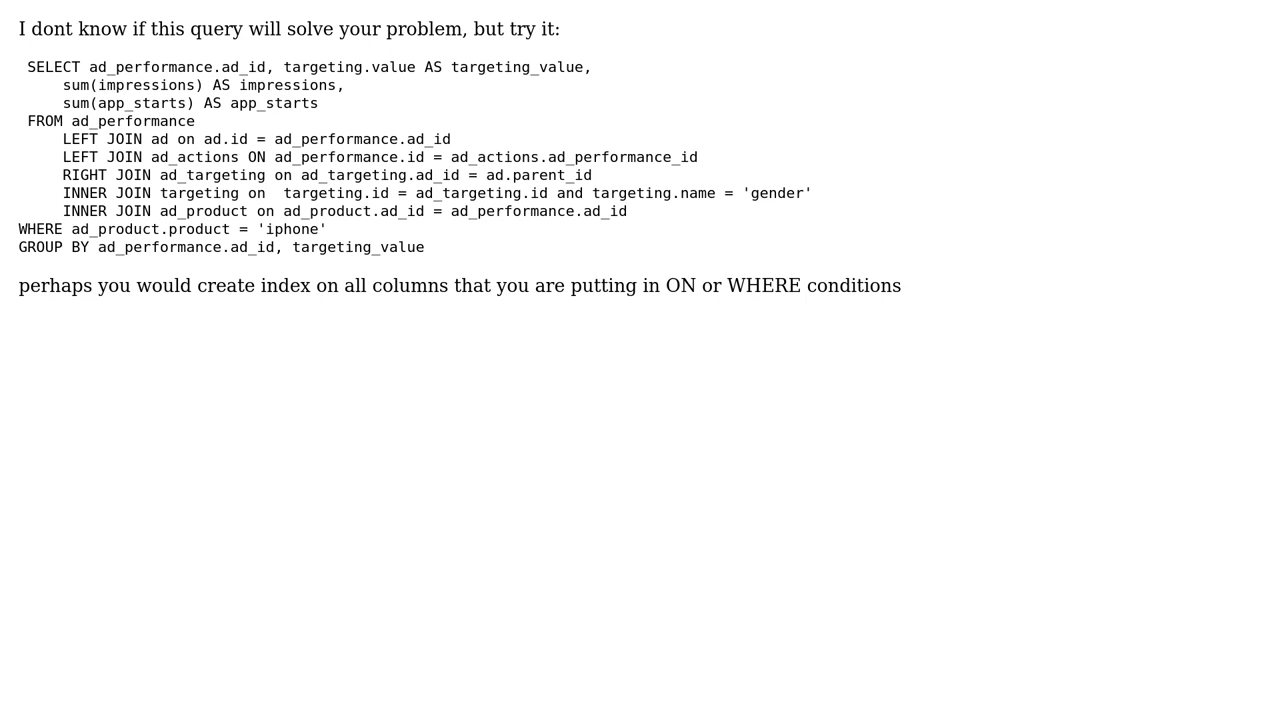 I dont know if this query will solve your problem, but try it:
SELECT ad_performance.ad_id, targeting.value AS targeting_value,
sum(impressions) AS impressions,
sum(app_starts) AS app_starts
FROM ad_performance
LEFT JOIN ad on ad.id = ad_performance.ad_id
LEFT JOIN ad_actions ON ad_performance.id = ad_actions.ad_performance_id
RIGHT JOIN ad_targeting on ad_targeting.ad_id = ad.parent_id
INNER JOIN targeting on  targeting.id = ad_targeting.id and targeting.name = 'gender'
INNER JOIN ad_product on ad_product.ad_id = ad_performance.ad_id
WHERE ad_product.product = 'iphone'
GROUP BY ad_performance.ad_id, targeting_value
perhaps you would create index on all columns that you are putting in ON or WHERE conditions